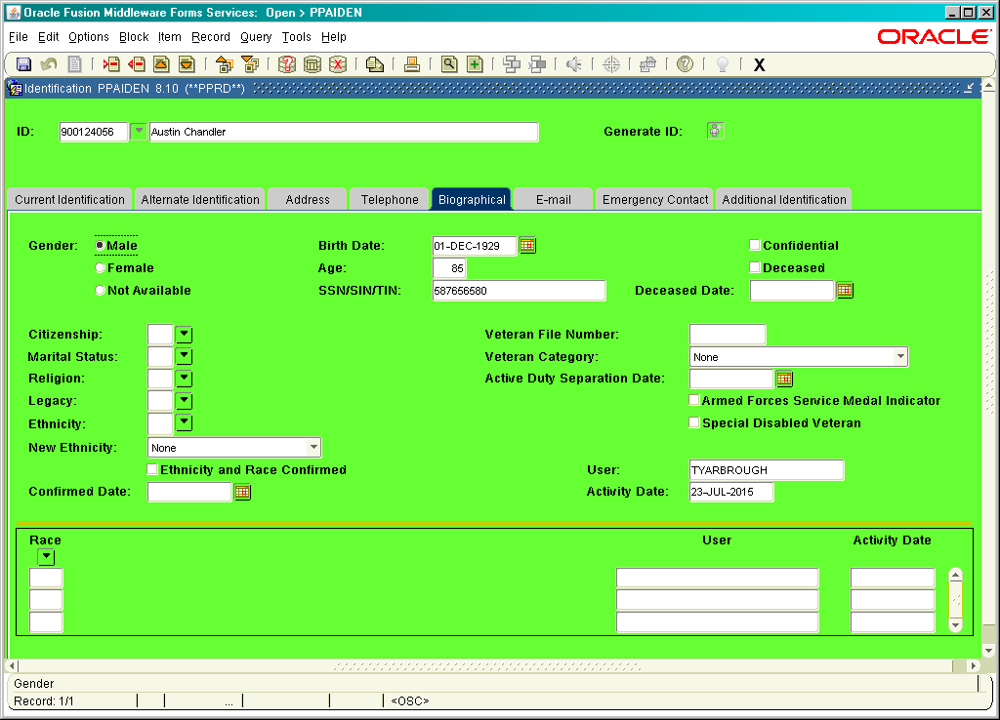 Oracle Fusion Middleware Forms Services:  Open > PPAIDEN
File Edit Options Block Item Record Query Tools Help
ORACLE
X
Identification PPAIDEN 8.10 (**PPRD**)
ID: 900124056 Austin Chandler Generate ID:
Current Identification Alternate Identification Address Telephone Biographical E-mail Emergency Contact Additional Identification
Gender: Male Birth Date: 01-DEC-1929 Confidential
Female Age: 85 Deceased
Not Available SSN/SIN/TIN: 587656580 Deceased Date:
Citizenship: Veteran File Number:
Marital Status: Veteran Category: None
Religion: Active Duty Separation Date:
Legacy: Armed Forces Service Medal Indicator
Ethnicity: Special Disabled Veteran
New Ethnicity: None
Ethnicity and Race Confirmed User: TYARBROUGH
Confirmed Date: Activity Date: 23-JUL-2015
Race User Activity Date
Gender
Record: 1/1 ... <OSC>